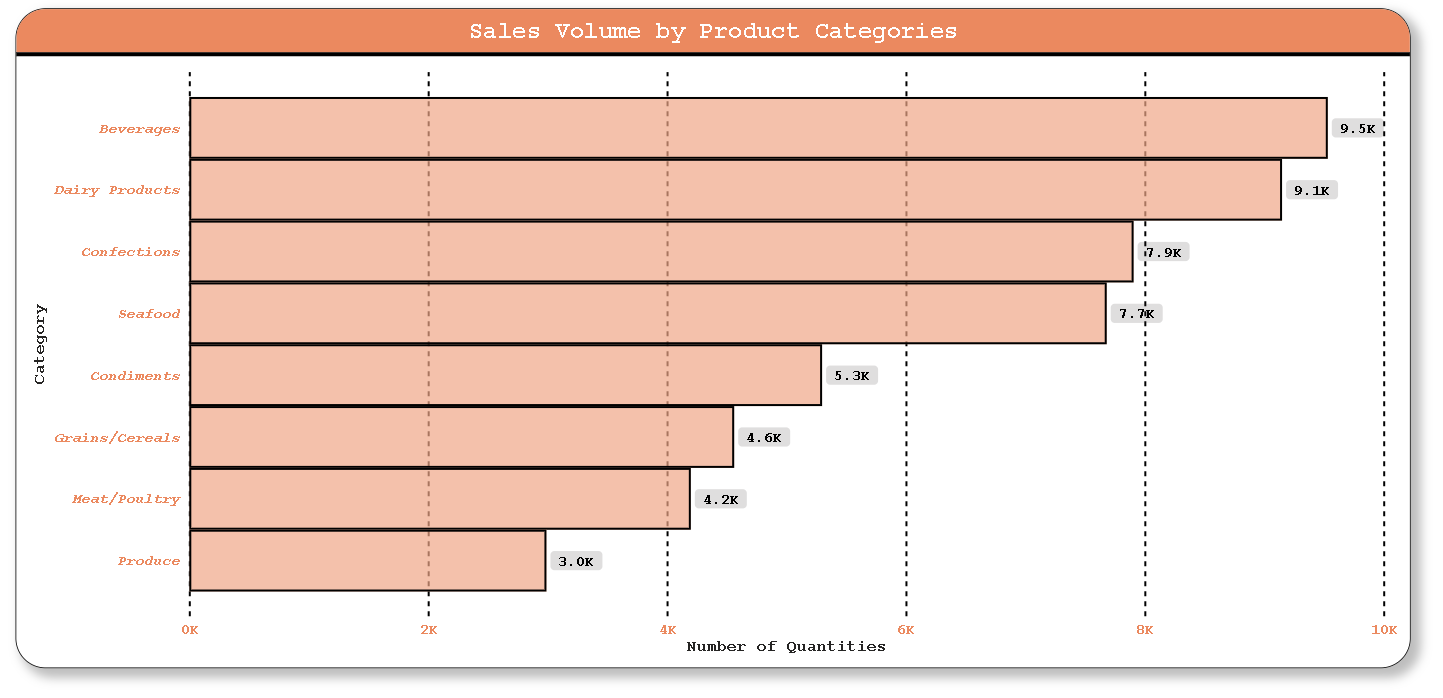 Sales Volume by Product Categories
Category
Beverages 9.5K
Dairy Products 9.1K
Confections 7.9K
Seafood 7.7K
Condiments 5.3K
Grains/Cereals 4.6K
Meat/Poultry 4.2K
Produce 3.0K
0K 2K 4K 6K 8K 10K
Number of Quantities